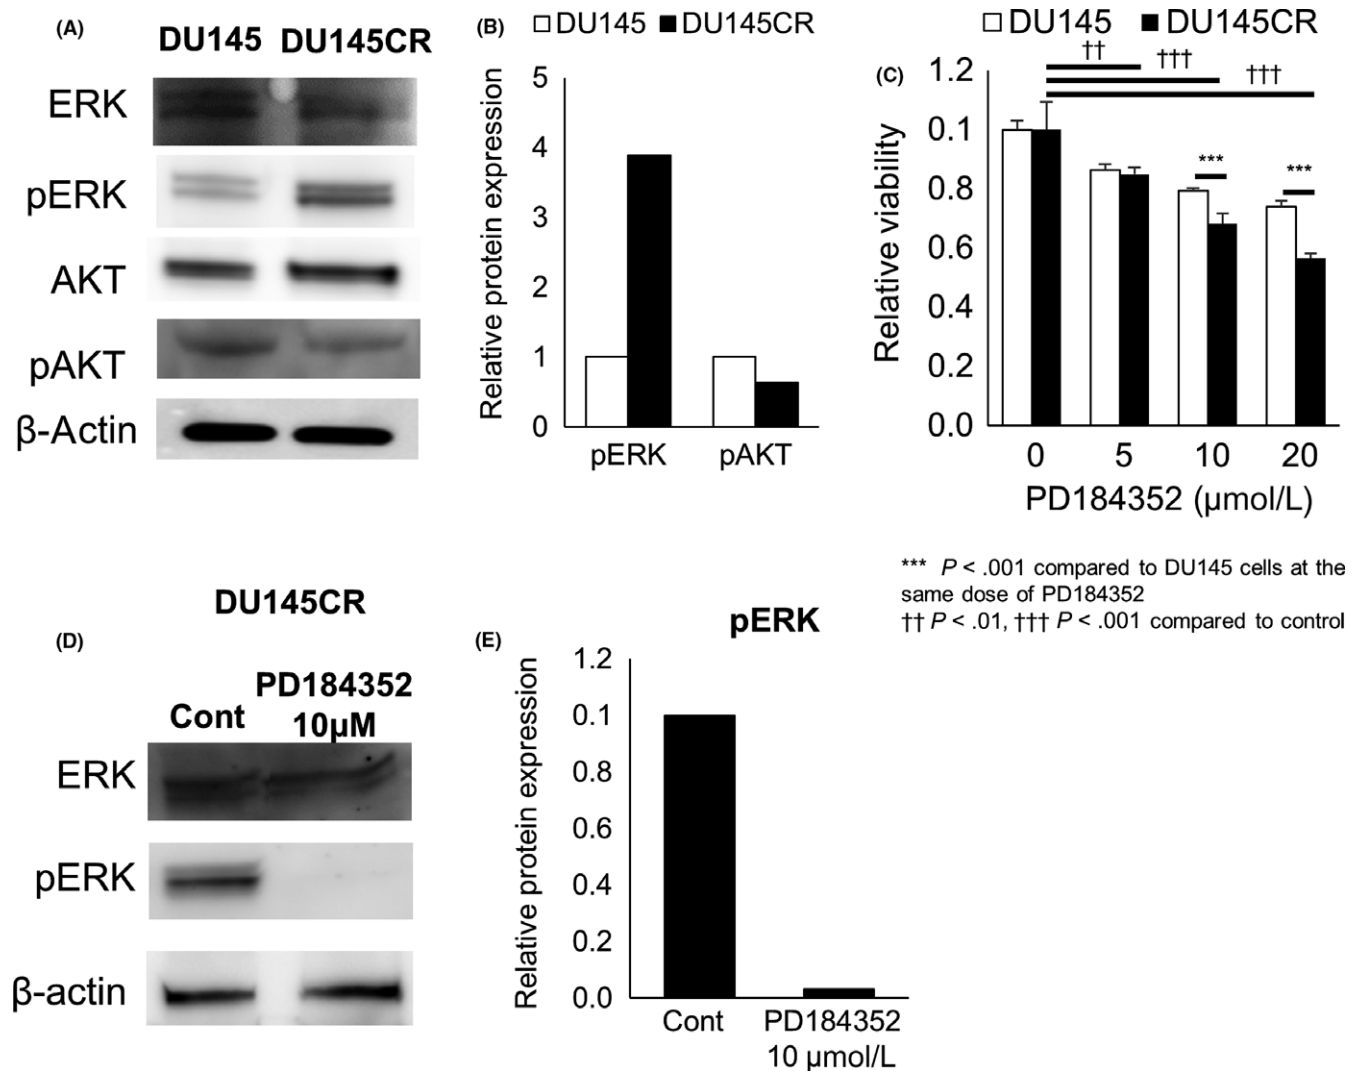 (A)
DU145 DU145CR
ERK
pERK
AKT
pAKT
β-Actin
(B)
DU145 DU145CR
Relative protein expression
5
4
3
2
1
0
pERK pAKT
(C)
DU145 DU145CR
†† ††† †††
*** ***
Relative viability
1.2
0.1
0.8
0.6
0.4
0.2
0.0
0 5 10 20
PD184352 (µmol/L)
*** P < .001 compared to DU145 cells at the
same dose of PD184352
†† P < .01, ††† P < .001 compared to control
(D)
DU145CR
Cont
PD184352
10µM
ERK
pERK
β-actin
(E)
pERK
Relative protein expression
1.2
0.1
0.8
0.6
0.4
0.2
0.0
Cont PD184352
10 µmol/L